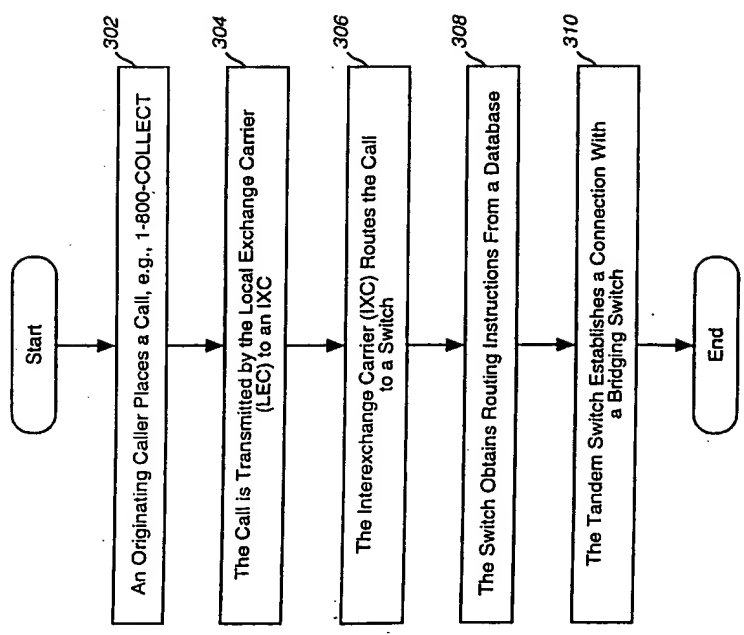 Start
302
An Originating Caller Places a Call, e.g., 1-800-COLLECT
304
The Call is Transmitted by the Local Exchange Carrier
(LEC) to an IXC
306
The Interexchange Carrier (IXC) Routes the Call
to a Switch
308
The Switch Obtains Routing Instructions From a Database
310
The Tandem Switch Establishes a Connection With
a Bridging Switch
End